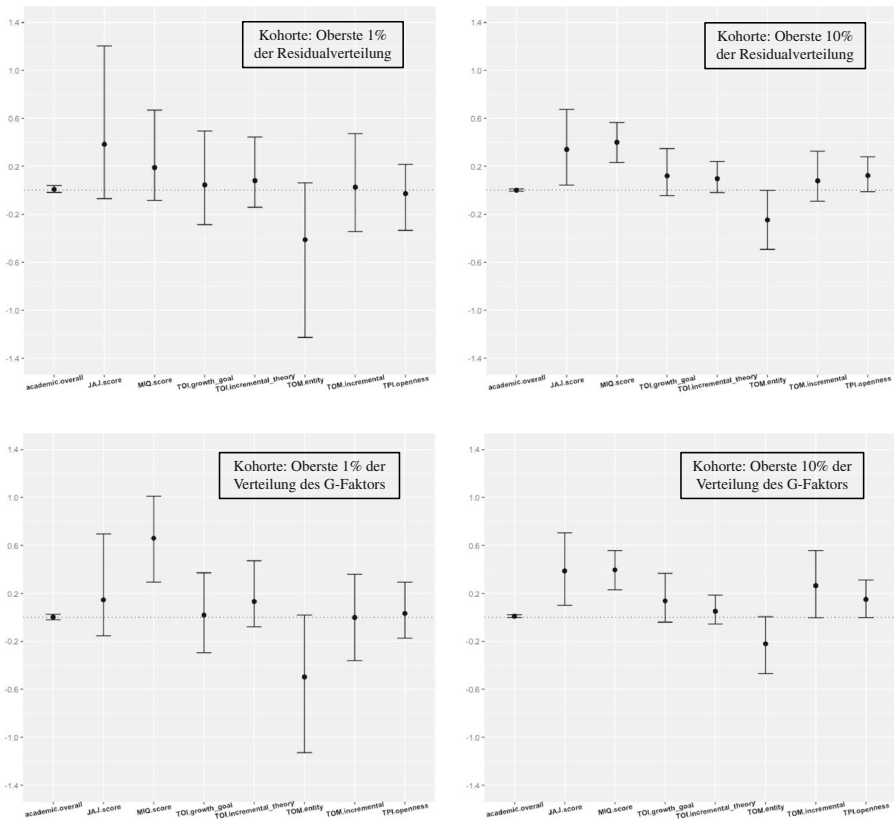 Kohorte: Oberste 1%
der Residualverteilung
1.4
1.0
0.6
0.2
-0.2
-0.6
-1.0
-1.4
academic.overall
JAJ.score
MIQ.score
TOI.growth_goal
TOI.incremental_theory
TOM.entity
TOM.incremental
TPI.openness
Kohorte: Oberste 10%
der Residualverteilung
1.4
1.0
0.6
0.2
-0.2
-0.6
-1.0
-1.4
academic.overall
JAJ.score
MIQ.score
TOI.growth_goal
TOI.incremental_theory
TOM.entity
TOM.incremental
TPI.openness
Kohorte: Oberste 1% der
Verteilung des G-Faktors
1.4
1.0
0.6
0.2
-0.2
-0.6
-1.0
-1.4
academic.overall
JAJ.score
MIQ.score
TOI.growth_goal
TOI.incremental_theory
TOM.entity
TOM.incremental
TPI.openness
Kohorte: Oberste 10% der
Verteilung des G-Faktors
1.4
1.0
0.6
0.2
-0.2
-0.6
-1.0
-1.4
academic.overall
JAJ.score
MIQ.score
TOI.growth_goal
TOI.incremental_theory
TOM.entity
TOM.incremental
TPI.openness